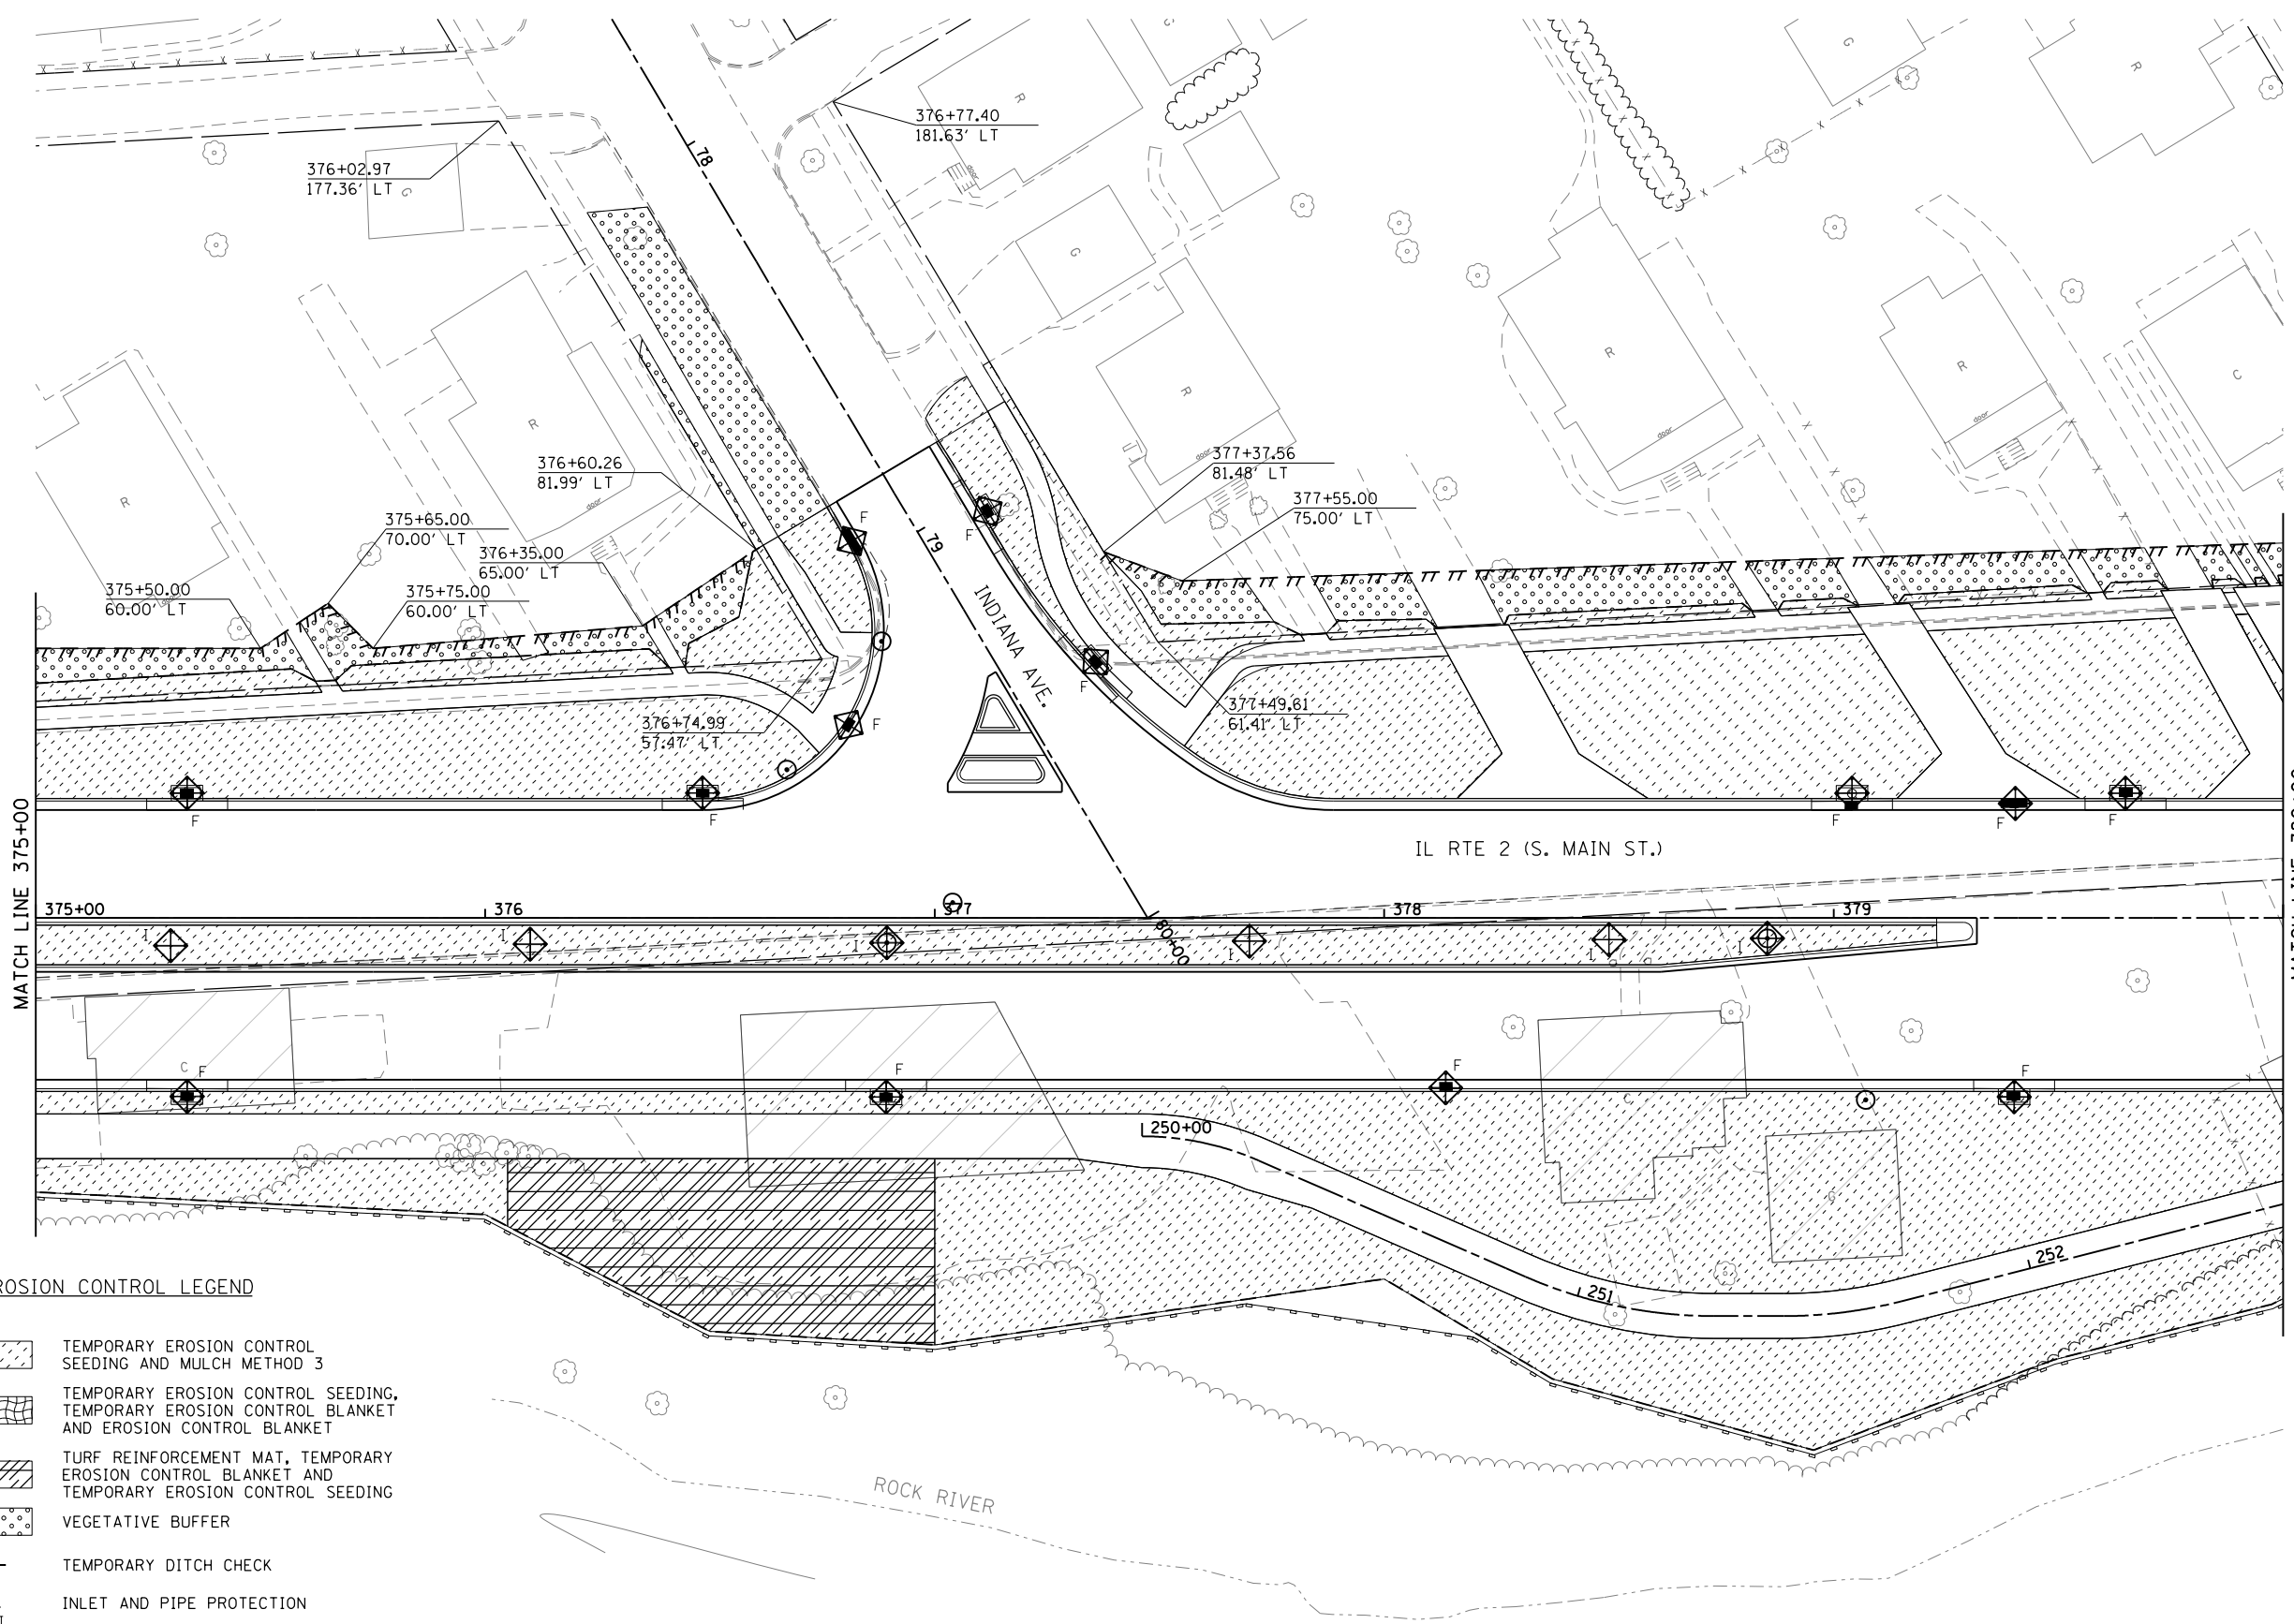 376+77.40
181.63' LT
376+02.97
177.36' LT
G
R
G
R
78
G
R
R
R
R
C
door
door
door
door
door
door
376+60.26
81.99' LT
377+37.56
81.48' LT
377+55.00
75.00' LT
375+65.00
70.00' LT
376+35.00
65.00' LT
375+50.00
60.00' LT
375+75.00
60.00' LT
F
F
79
INDIANA AVE.
F
F
376+74.99
57.47' LT
377+49.61
61.41' LT
F
F
F
F
F
MATCH LINE 375+00
IL RTE 2 (S. MAIN ST.)
375+00
376
377
378
379
80+00
I
I
I
I
I
I
C
F
F
F
F
C
G
250+00
251
252
ROCK RIVER
EROSION CONTROL LEGEND
TEMPORARY EROSION CONTROL
SEEDING AND MULCH METHOD 3
TEMPORARY EROSION CONTROL SEEDING,
TEMPORARY EROSION CONTROL BLANKET
AND EROSION CONTROL BLANKET
TURF REINFORCEMENT MAT, TEMPORARY
EROSION CONTROL BLANKET AND
TEMPORARY EROSION CONTROL SEEDING
VEGETATIVE BUFFER
TEMPORARY DITCH CHECK
INLET AND PIPE PROTECTION